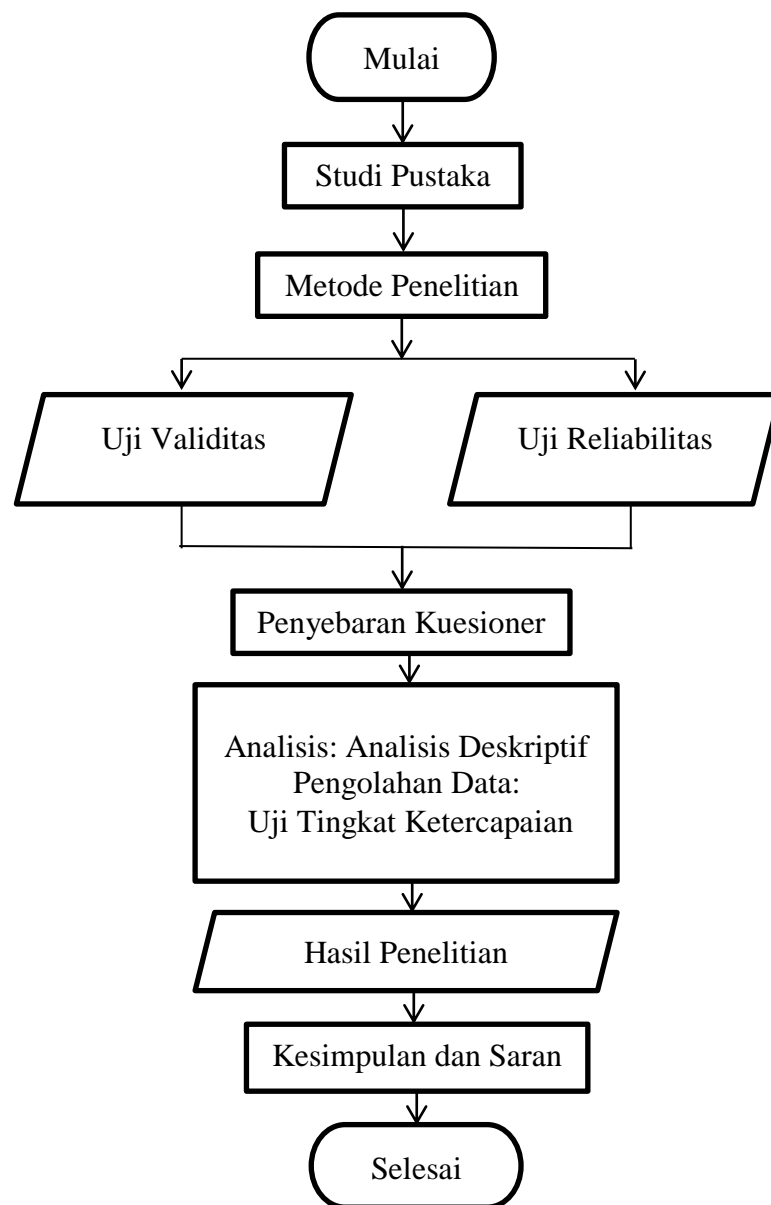 Mulai
Studi Pustaka
Metode Penelitian
Uji Validitas
Uji Reliabilitas
Penyebaran Kuesioner
Analisis: Analisis Deskriptif
Pengolahan Data:
Uji Tingkat Ketercapaian
Hasil Penelitian
Kesimpulan dan Saran
Selesai